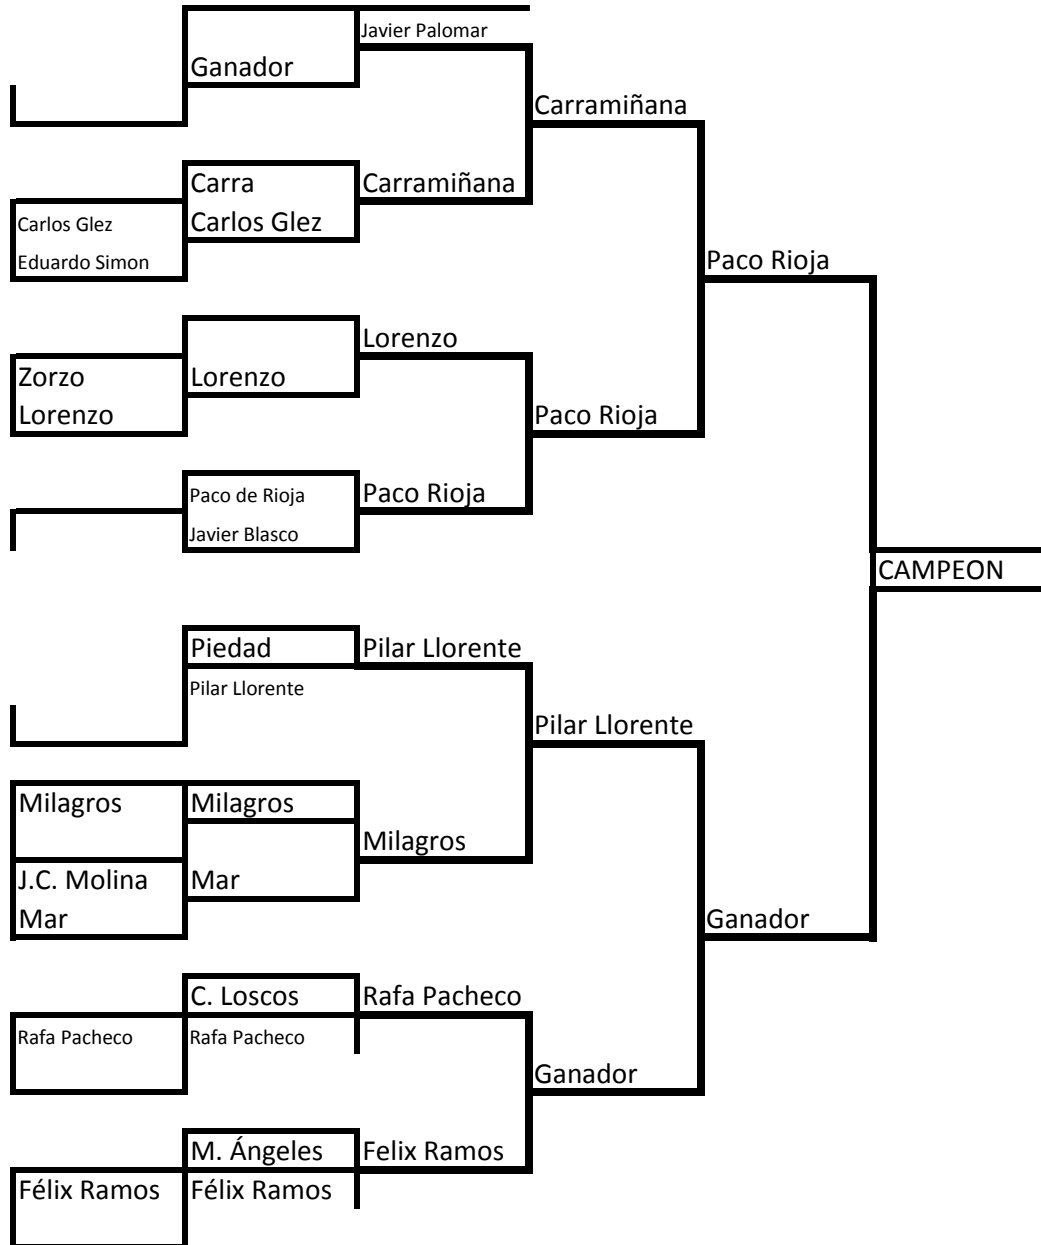 Javier Palomar
Ganador
Carramiñana
Carra
Carramiñana
Carlos Glez
Carlos Glez
Eduardo Simon
Paco Rioja
Lorenzo
Zorzo
Lorenzo
Lorenzo
Paco Rioja
Paco de Rioja
Paco Rioja
Javier Blasco
CAMPEON
Piedad
Pilar Llorente
Pilar Llorente
Pilar Llorente
Milagros
Milagros
Milagros
J.C. Molina
Mar
Mar
Ganador
C. Loscos
Rafa Pacheco
Rafa Pacheco
Rafa Pacheco
Ganador
M. Ángeles
Felix Ramos
Félix Ramos
Félix Ramos